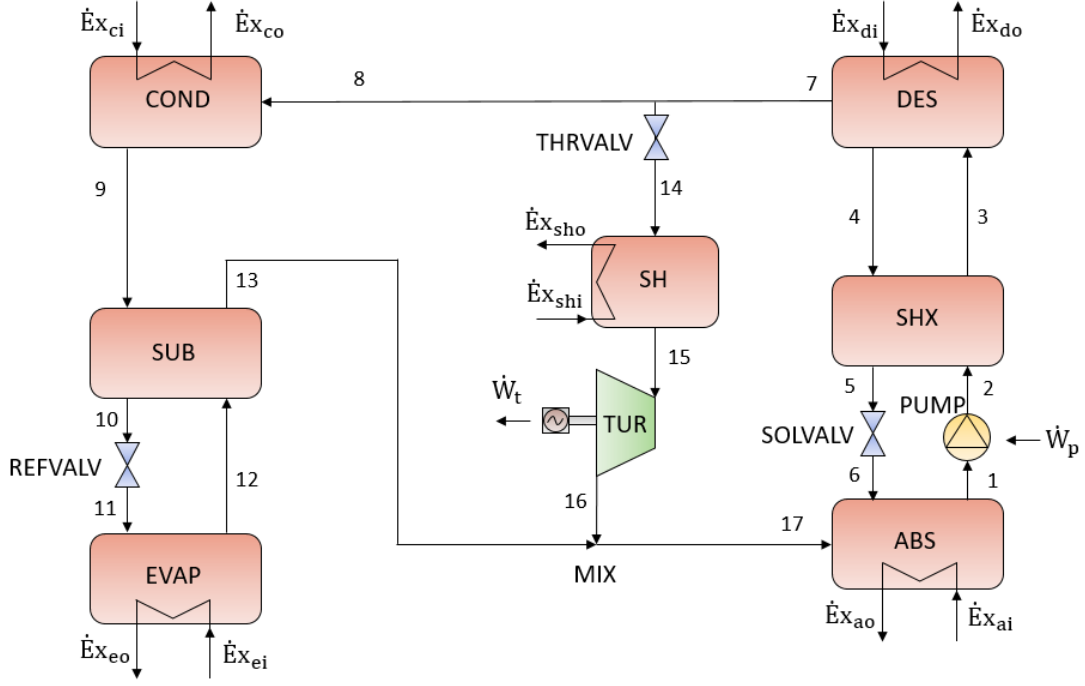 Ėx_ci
Ėx_co
Ėx_di
Ėx_do
COND
8
7
DES
THRVALV
9
14
4
3
Ėx_sho
13
SH
Ėx_shi
SUB
SHX
15
10
Ẇ_t
TUR
5
2
PUMP
REFVALV
SOLVALV
Ẇ_p
12
11
16
6
1
17
EVAP
MIX
ABS
Ėx_eo
Ėx_ei
Ėx_ao
Ėx_ai